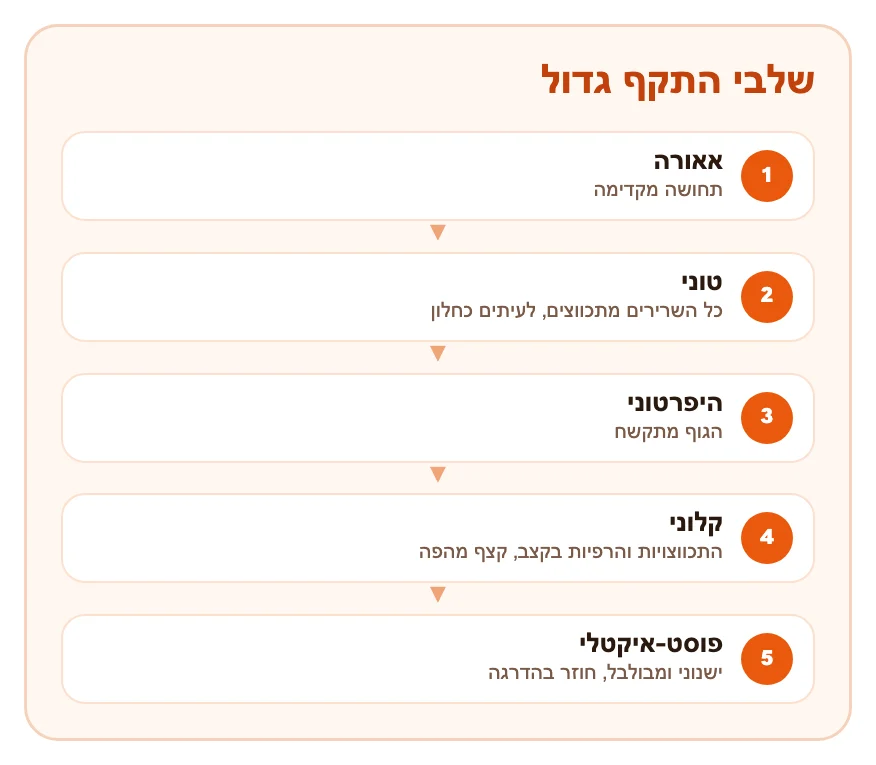 שלבי התקף גדול
1
אאורה
תחושה מקדימה
2
טוני
כל השרירים מתכווצים, לעיתים כחלון
3
היפרטוני
הגוף מתקשח
4
קלוני
התכווצויות והרפיות בקצב, קצף מהפה
5
פוסט-איקטלי
ישנוני ומבולבל, חוזר בהדרגה